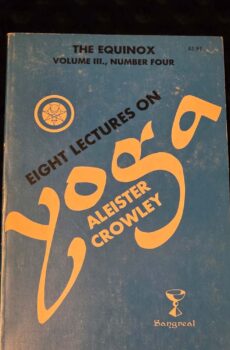 THE EQUINOX
VOLUME III., NUMBER FOUR
EIGHT LECTURES ON
yoga
ALEISTER
CROWLEY
Sangreal